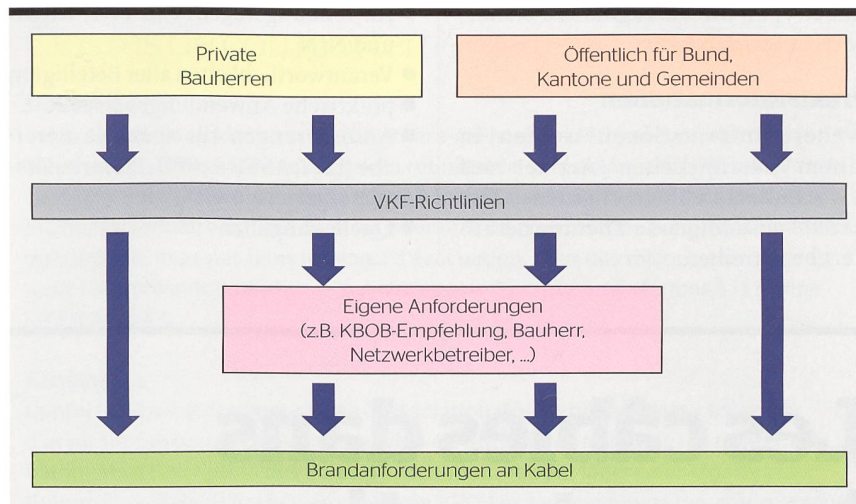 Private
Bauherren
Öffentlich für Bund,
Kantone und Gemeinden
VKF-Richtlinien
Eigene Anforderungen
(z.B. KBOB-Empfehlung, Bauherr,
Netzwerkbetreiber, ...)
Brandanforderungen an Kabel